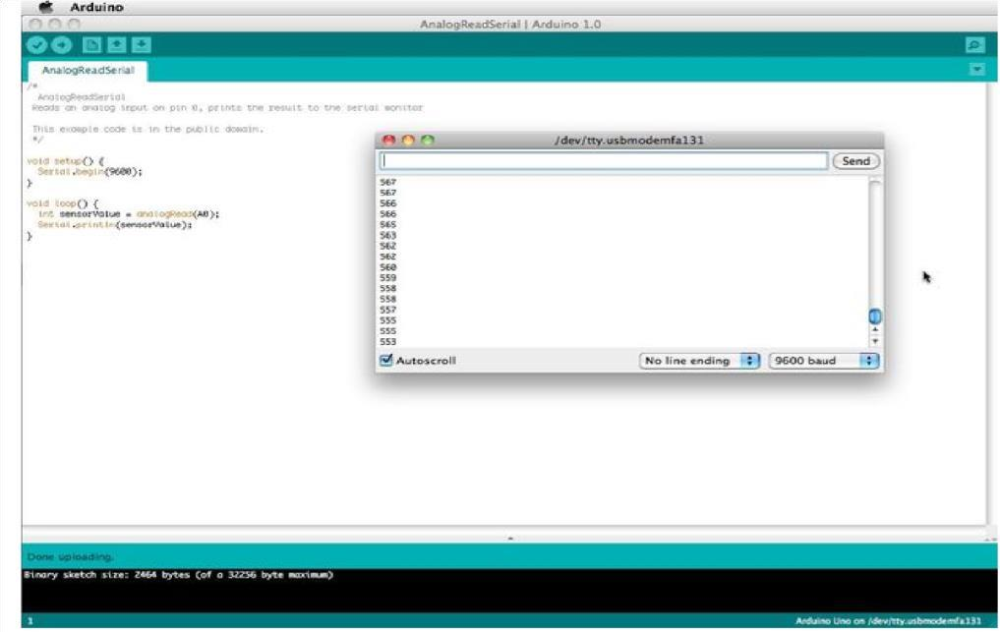 Arduino
AnalogReadSerial | Arduino 1.0
AnalogReadSerial
/*
AnalogReadSerial
Reads an analog input on pin 0, prints the result to the serial monitor
This example code is in the public domain.
*/
void setup() {
Serial.begin(9600);
}
void loop() {
int sensorValue = analogRead(A0);
Serial.println(sensorValue);
}
/dev/tty.usbmodemfa131
Send
567
567
566
566
565
563
562
562
560
559
558
558
557
555
555
553
Autoscroll
No line ending
9600 baud
Done uploading.
Binary sketch size: 2464 bytes (of a 32256 byte maximum)
1
Arduino Uno on /dev/tty.usbmodemfa131